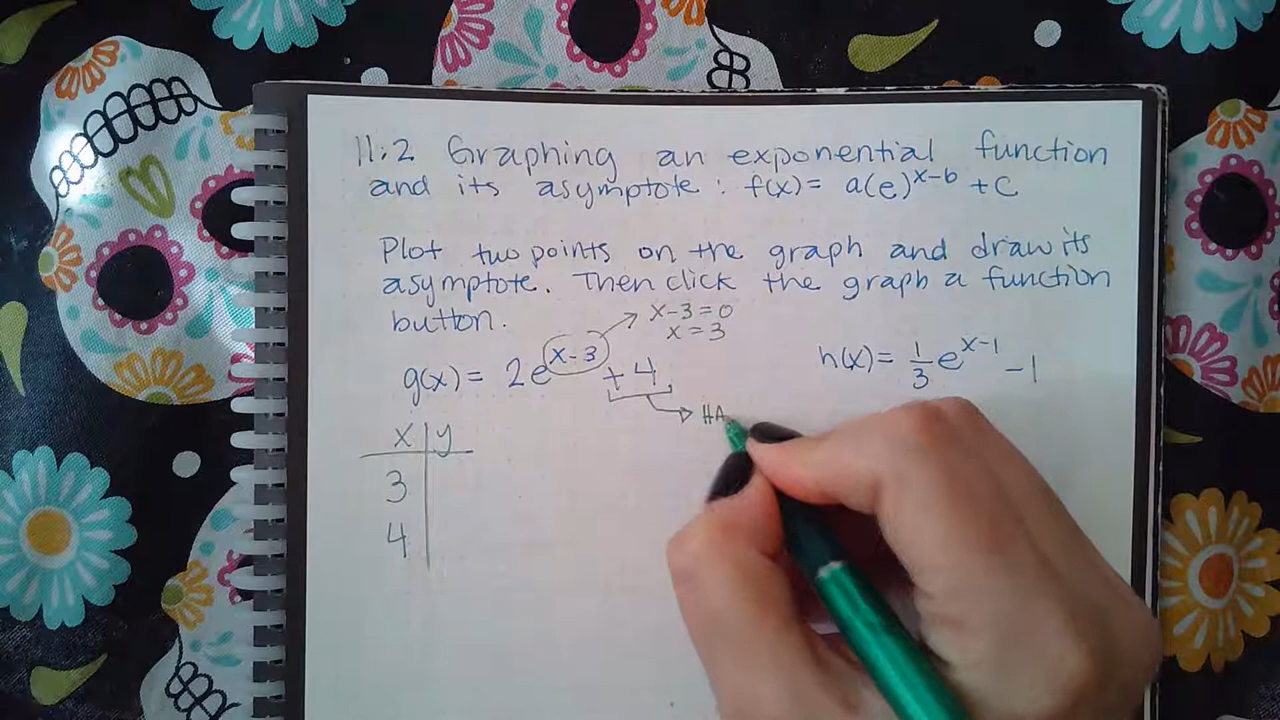 11.2 Graphing an exponential function
and its asymptote: f(x) = a(e)^x-b + C
Plot two points on the graph and draw its
asymptote. Then click the graph a function
button.
x-3=0
x=3
g(x) = 2e^(x-3) + 4
h(x) = 1/3 e^x-1 - 1
HA
x y
3
4